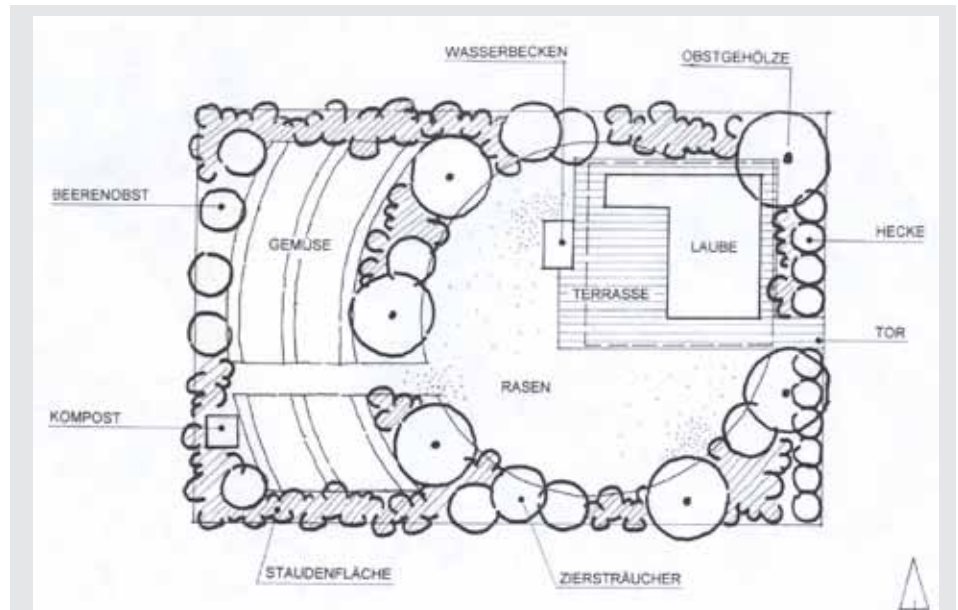 WASSERBECKEN
OBSTGEHÖLZE
BEERENOBST
GEMÜSE
LAUBE
HECKE
TERRASSE
TOR
RASEN
KOMPOST
STAUDENFLÄCHE
ZIERSTRÄUCHER